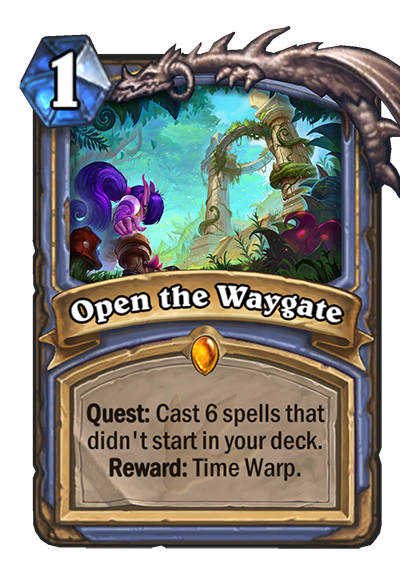 1
Open the Waygate
Quest: Cast 6 spells that
didn't start in your deck.
Reward: Time Warp.